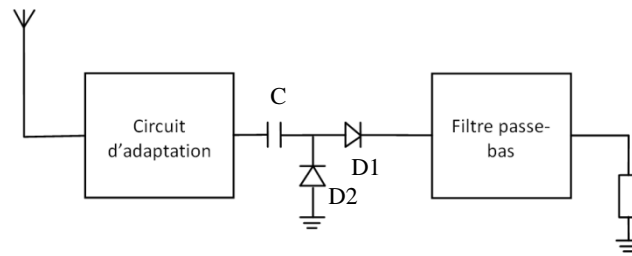 Circuit
d'adaptation
C
D1
D2
Filtre passe-
bas